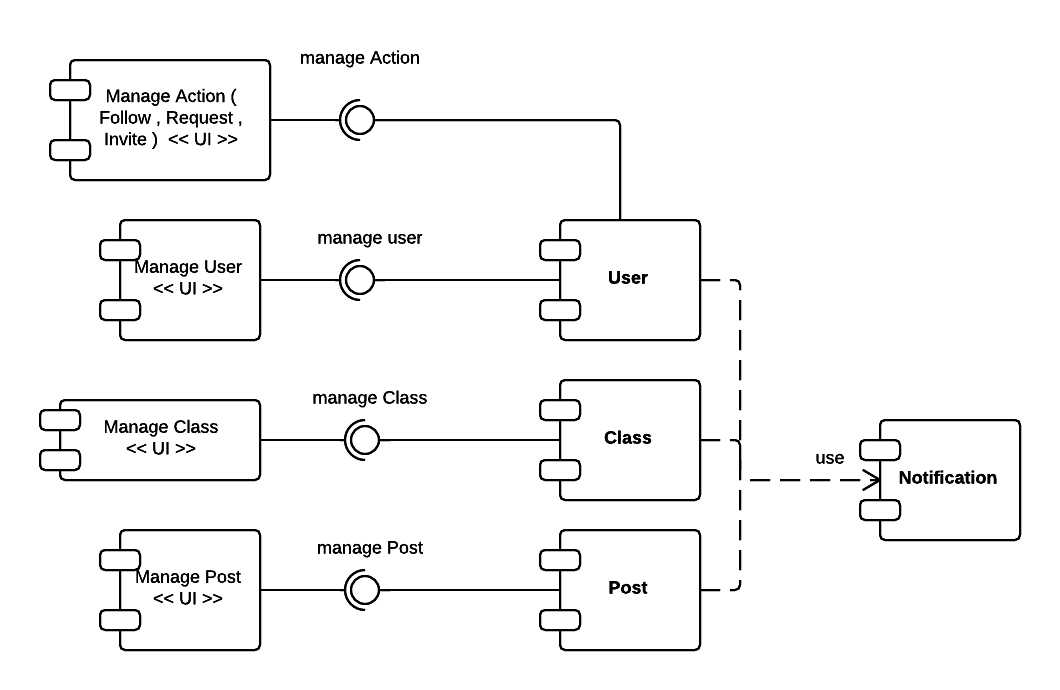 manage Action
Manage Action (
Follow , Request ,
Invite ) << UI >>
manage user
Manage User
<< UI >>
User
manage Class
Manage Class
<< UI >>
Class
use
Notification
manage Post
Manage Post
<< UI >>
Post